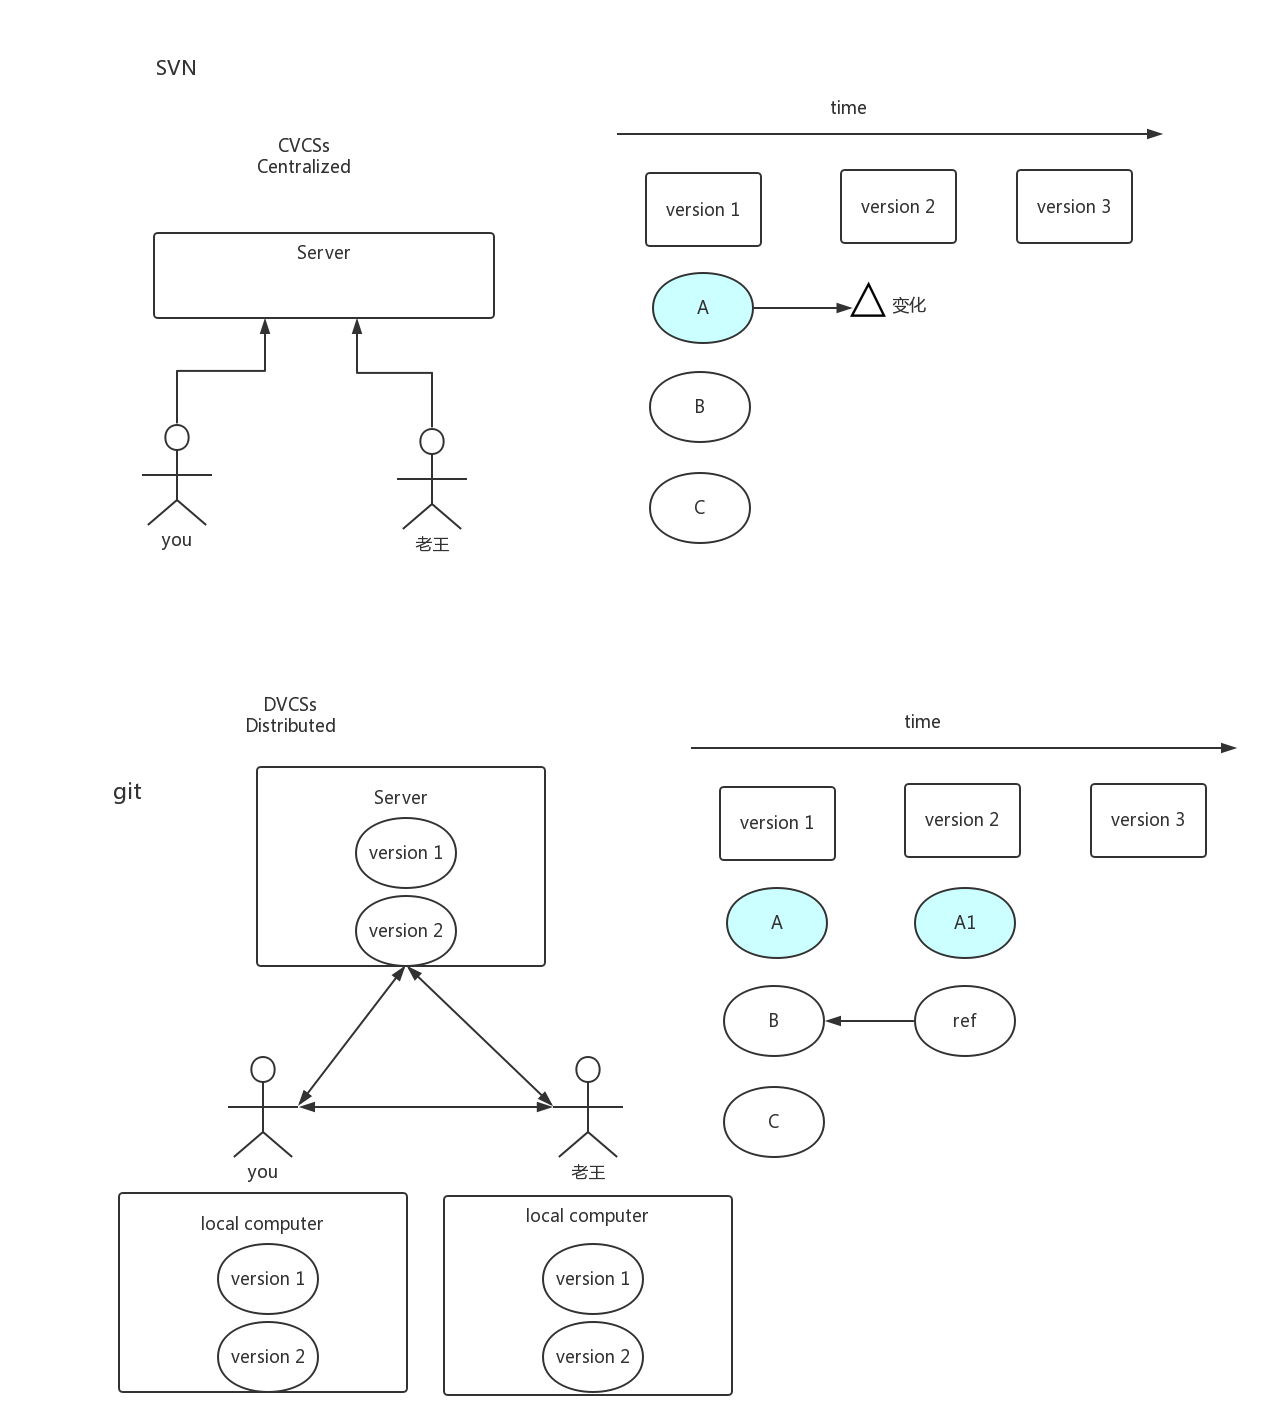 SVN
CVCSs
Centralized
Server
you
老王
time
version 1
version 2
version 3
A
变化
B
C
DVCSs
Distributed
git
Server
version 1
version 2
you
老王
local computer
version 1
version 2
local computer
version 1
version 2
time
version 1
version 2
version 3
A
A1
B
ref
C